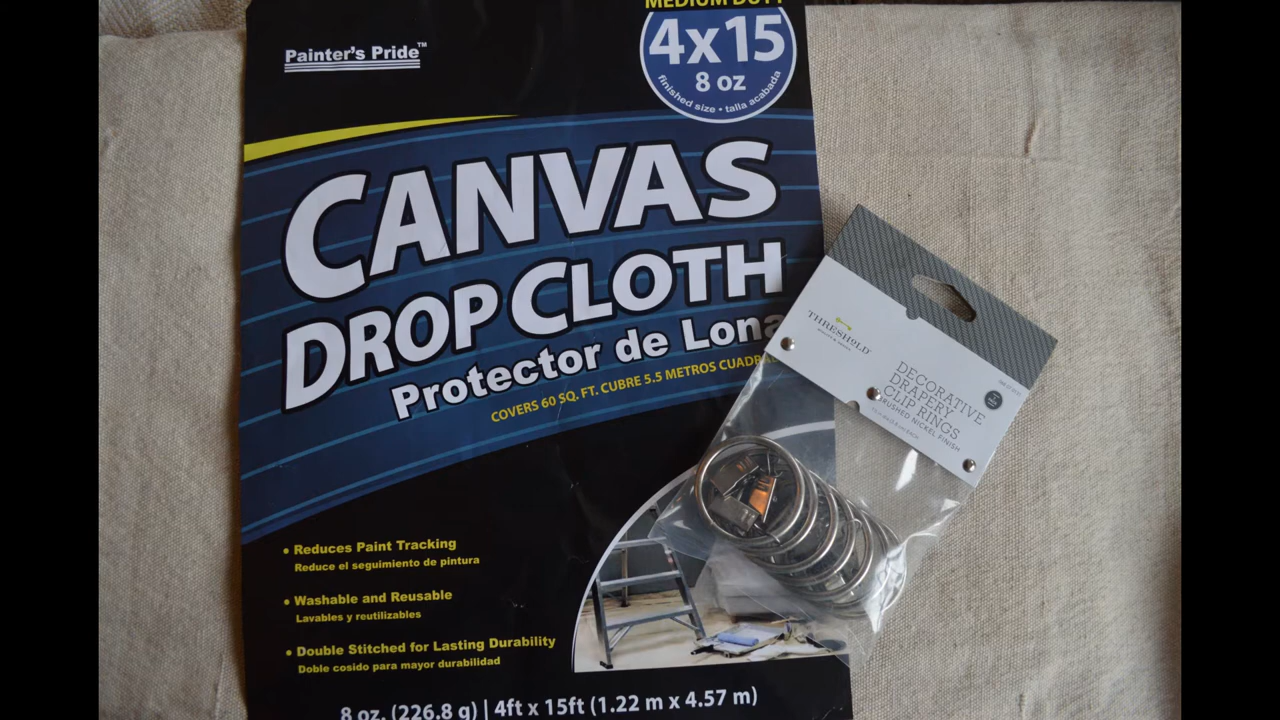 MEDIUM DUTY
Painter's Pride™
4x15
8 oz
finished size • talla acabada
CANVAS
DROP CLOTH
Protector de Lona
COVERS 60 SQ. FT. CUBRE 5.5 METROS
• Reduces Paint Tracking
Reduce el seguimiento de pintura
• Washable and Reusable
Lavables y reutilizables
• Double Stitched for Lasting Durability
Doble cosido para mayor durabilidad
8 oz. (226.8 g) | 4ft x 15ft (1.22 m x 4.57 m)
THRESHOLD
DECORATIVE
DRAPERY
CLIP RINGS
BRUSHED NICKEL FINISH